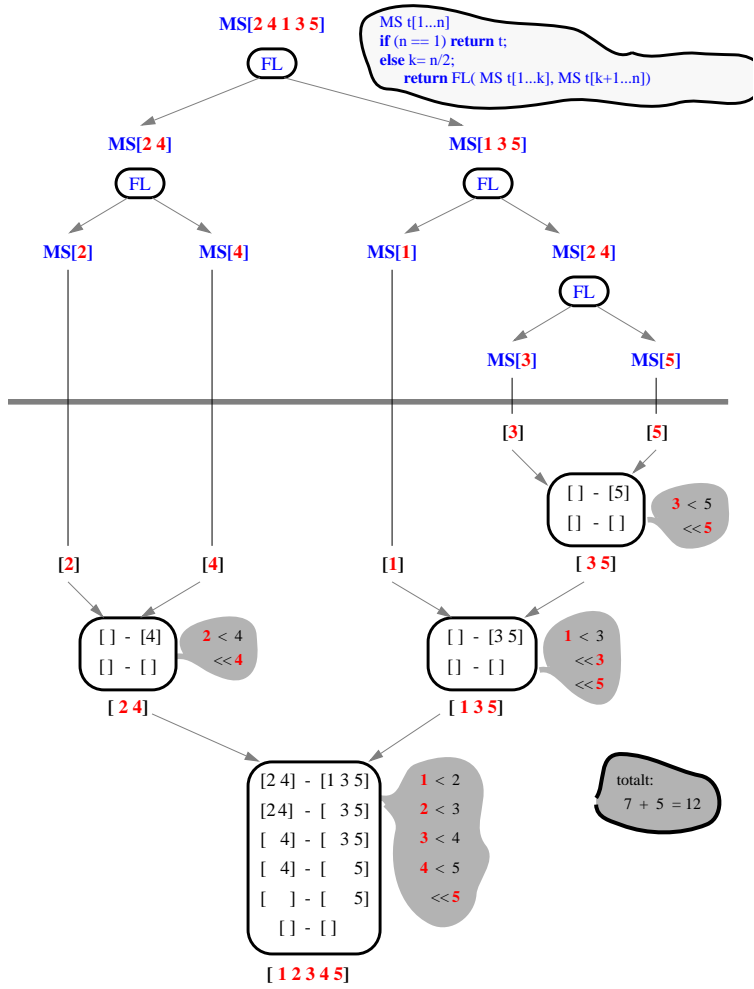 MS[2 4 1 3 5]
MS t[1...n]
if (n == 1) return t;
else k= n/2;
return FL( MS t[1...k], MS t[k+1...n])
FL
MS[2 4]
MS[1 3 5]
FL
FL
MS[2]
MS[4]
MS[1]
MS[2 4]
FL
MS[3]
MS[5]
[3]
[5]
[ ] - [5]
[ ] - [ ]
3 < 5
<< 5
[2]
[4]
[1]
[ 3 5]
[ ] - [4]
[ ] - [ ]
2 < 4
<< 4
[ ] - [3 5]
[ ] - [ ]
1 < 3
<< 3
<< 5
[ 2 4]
[ 1 3 5]
[2 4] - [1 3 5]
[2 4] - [ 3 5]
[ 4] - [ 3 5]
[ 4] - [ 5]
[ ] - [ 5]
[ ] - [ ]
1 < 2
2 < 3
3 < 4
4 < 5
<< 5
totalt:
7 + 5 = 12
[ 1 2 3 4 5]